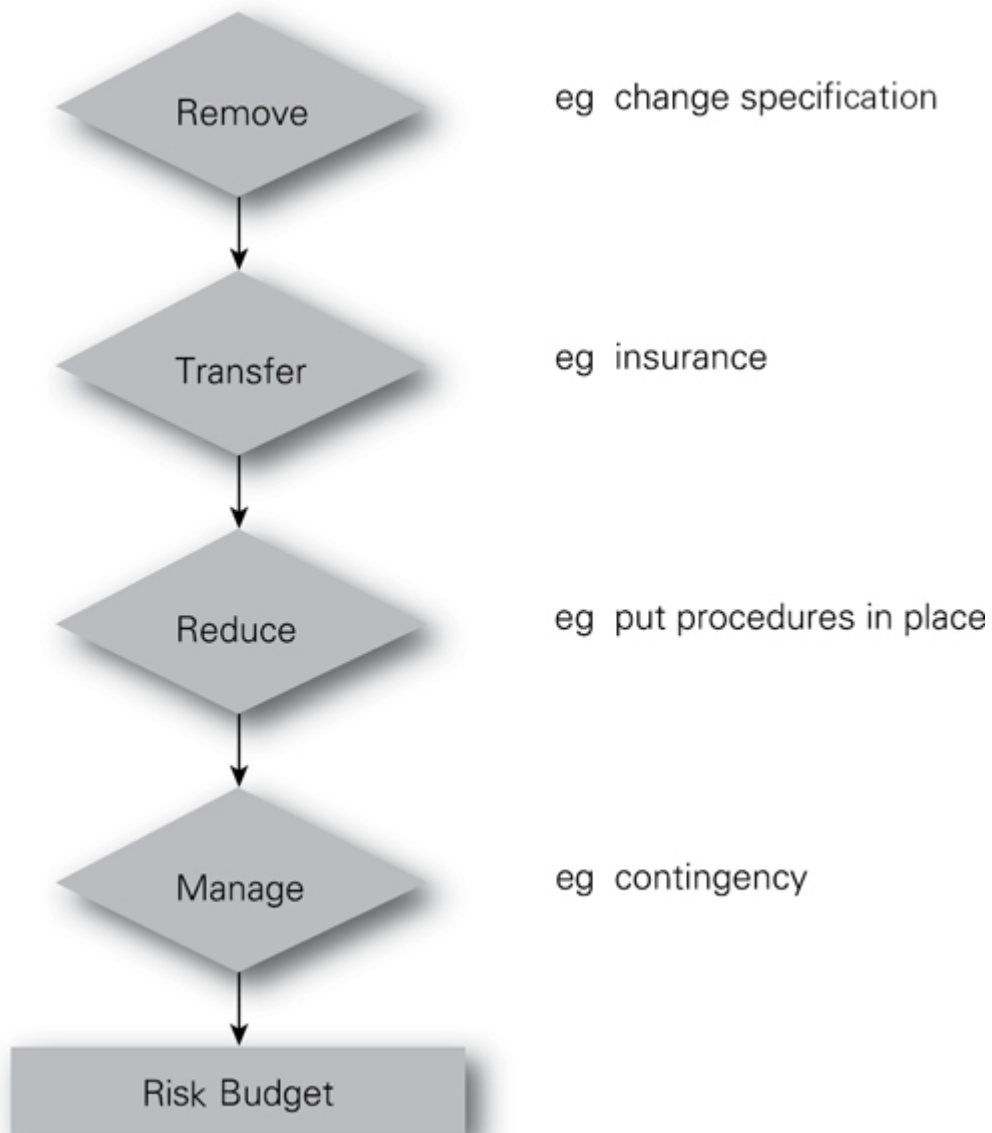 Remove
eg change specification
Transfer
eg insurance
Reduce
eg put procedures in place
Manage
eg contingency
Risk Budget